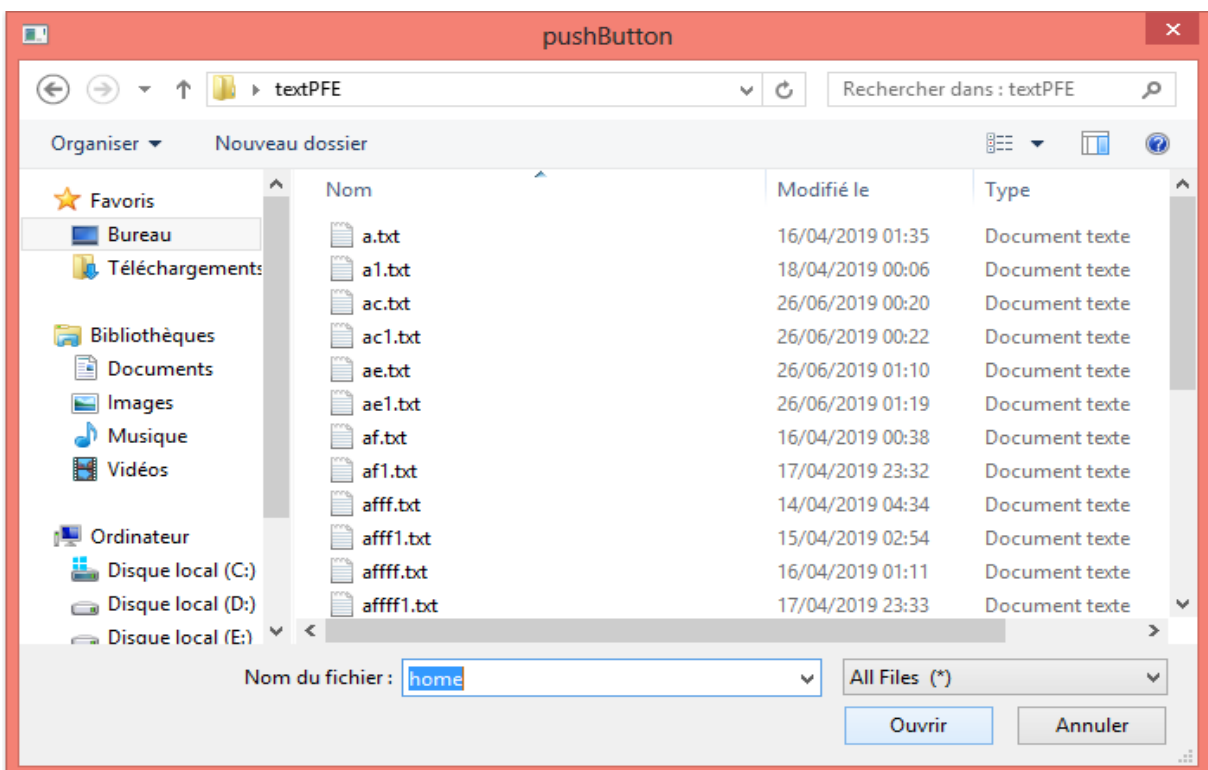 pushButton
textPFE
Rechercher dans : textPFE
Organiser
Nouveau dossier
Favoris
Bureau
Téléchargements
Bibliothèques
Documents
Images
Musique
Vidéos
Ordinateur
Disque local (C:)
Disque local (D:)
Disque local (E:)
Nom Modifié le Type
a.txt 16/04/2019 01:35 Document texte
a1.txt 18/04/2019 00:06 Document texte
ac.txt 26/06/2019 00:20 Document texte
ac1.txt 26/06/2019 00:22 Document texte
ae.txt 26/06/2019 01:10 Document texte
ae1.txt 26/06/2019 01:19 Document texte
af.txt 16/04/2019 00:38 Document texte
af1.txt 17/04/2019 23:32 Document texte
afff.txt 14/04/2019 04:34 Document texte
afff1.txt 15/04/2019 02:54 Document texte
affff.txt 16/04/2019 01:11 Document texte
affff1.txt 17/04/2019 23:33 Document texte
Nom du fichier : home All Files (*)
Ouvrir Annuler